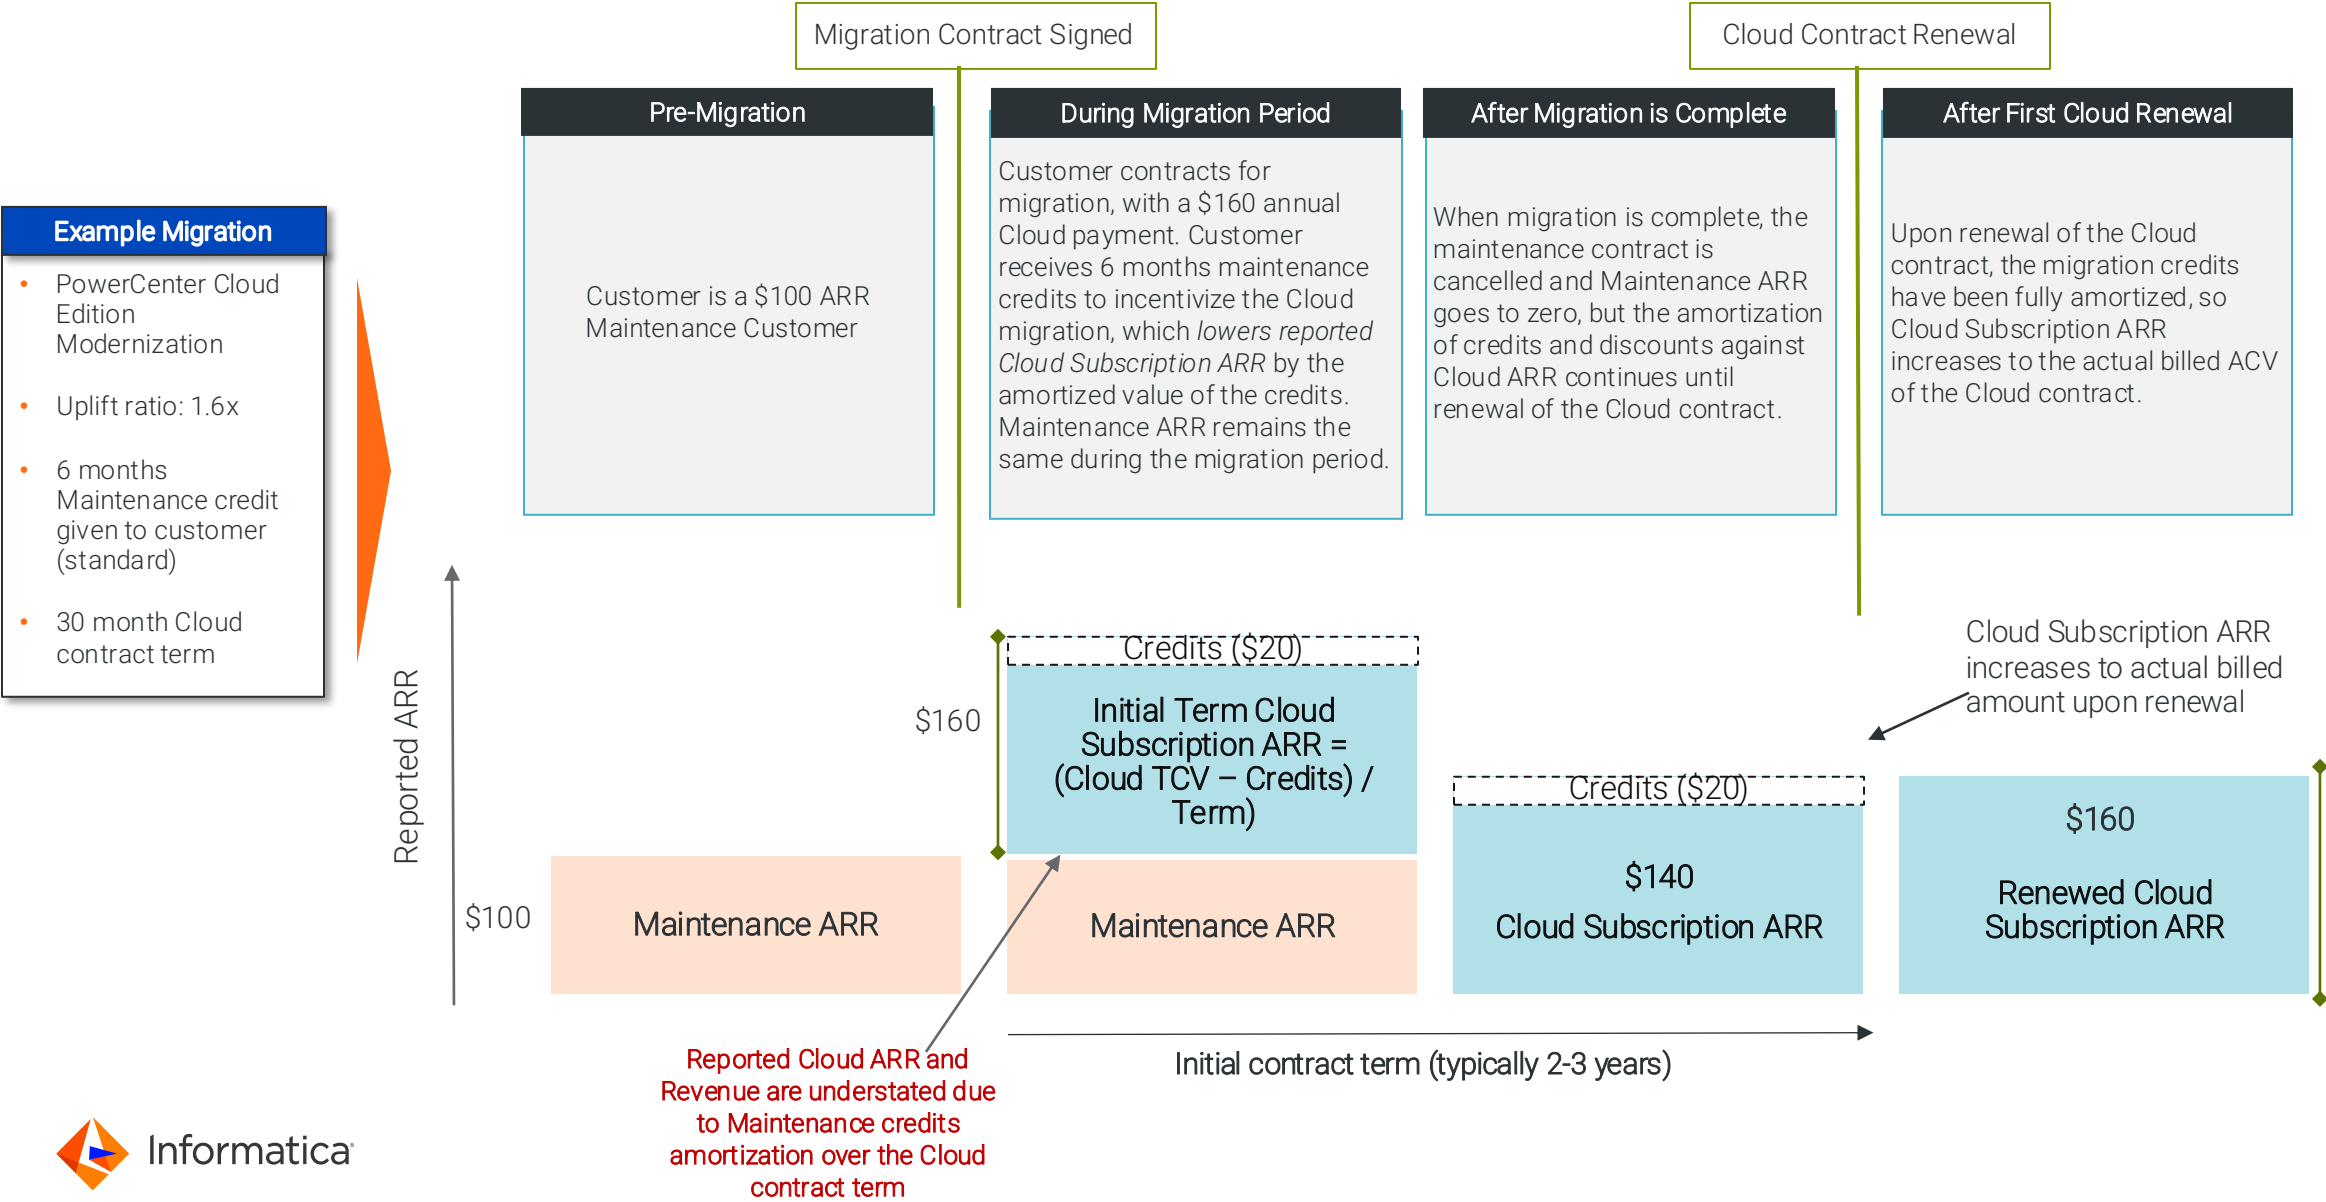 Migration Contract Signed
Cloud Contract Renewal
Pre-Migration
Customer is a $100 ARR
Maintenance Customer
During Migration Period
Customer contracts for
migration, with a $160 annual
Cloud payment. Customer
receives 6 months maintenance
credits to incentivize the Cloud
migration, which lowers reported
Cloud Subscription ARR by the
amortized value of the credits.
Maintenance ARR remains the
same during the migration period.
After Migration is Complete
When migration is complete, the
maintenance contract is
cancelled and Maintenance ARR
goes to zero, but the amortization
of credits and discounts against
Cloud ARR continues until
renewal of the Cloud contract.
After First Cloud Renewal
Upon renewal of the Cloud
contract, the migration credits
have been fully amortized, so
Cloud Subscription ARR
increases to the actual billed ACV
of the Cloud contract.
Example Migration
• PowerCenter Cloud
Edition
Modernization
• Uplift ratio: 1.6x
• 6 months
Maintenance credit
given to customer
(standard)
• 30 month Cloud
contract term
Reported ARR
$100
Maintenance ARR
$160
Credits ($20)
Initial Term Cloud
Subscription ARR =
(Cloud TCV – Credits) /
Term)
Maintenance ARR
Credits ($20)
$140
Cloud Subscription ARR
Cloud Subscription ARR
increases to actual billed
amount upon renewal
$160
Renewed Cloud
Subscription ARR
Initial contract term (typically 2-3 years)
Reported Cloud ARR and
Revenue are understated due
to Maintenance credits
amortization over the Cloud
contract term
Informatica